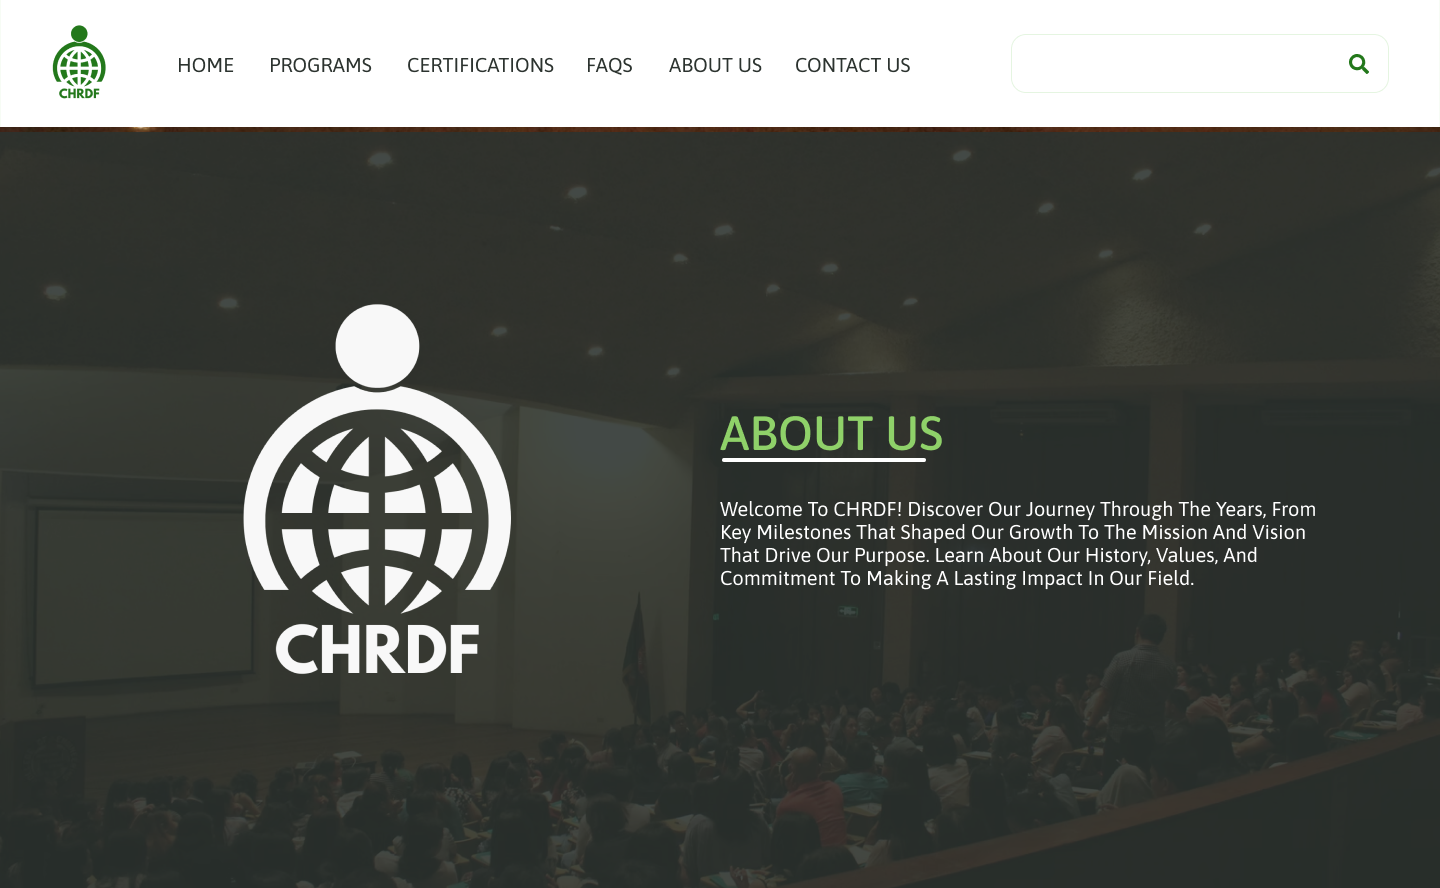 CHRDF
HOME PROGRAMS CERTIFICATIONS FAQS ABOUT US CONTACT US
CHRDF
ABOUT US
Welcome To CHRDF! Discover Our Journey Through The Years, From
Key Milestones That Shaped Our Growth To The Mission And Vision
That Drive Our Purpose. Learn About Our History, Values, And
Commitment To Making A Lasting Impact In Our Field.